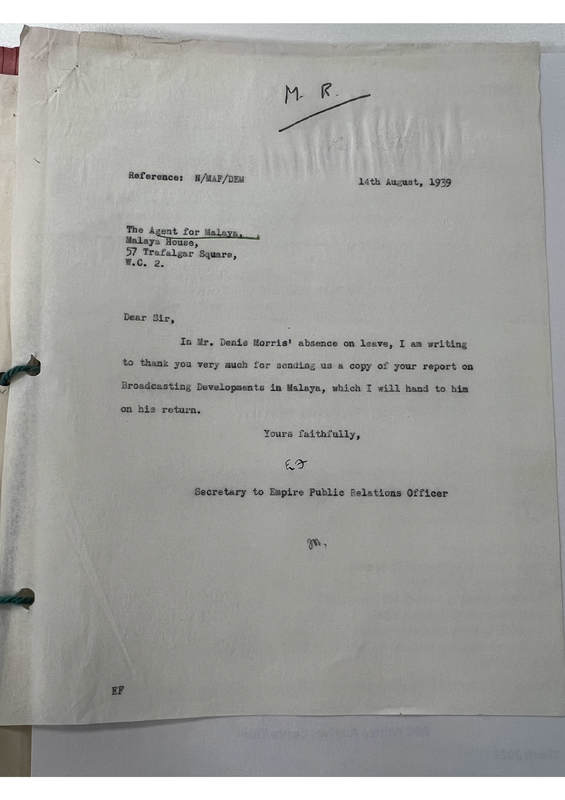 M. R.
Reference: N/MAF/DEM
14th August, 1939
The Agent for Malaya,
Malaya House,
57 Trafalgar Square,
W.C. 2.
Dear Sir,
In Mr. Denis Morris' absence on leave, I am writing
to thank you very much for sending us a copy of your report on
Broadcasting Developments in Malaya, which I will hand to him
on his return.
Yours faithfully,
EF
Secretary to Empire Public Relations Officer
EF